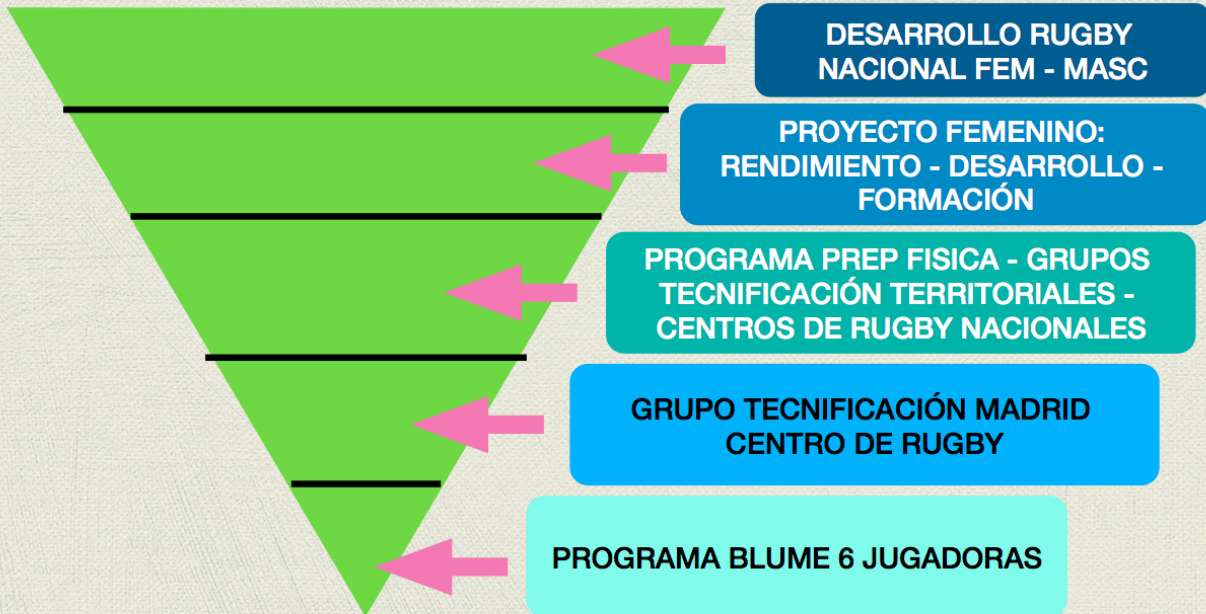 DESARROLLO RUGBY
NACIONAL FEM - MASC
PROYECTO FEMENINO:
RENDIMIENTO - DESARROLLO -
FORMACIÓN
PROGRAMA PREP FISICA - GRUPOS
TECNIFICACIÓN TERRITORIALES -
CENTROS DE RUGBY NACIONALES
GRUPO TECNIFICACIÓN MADRID
CENTRO DE RUGBY
PROGRAMA BLUME 6 JUGADORAS